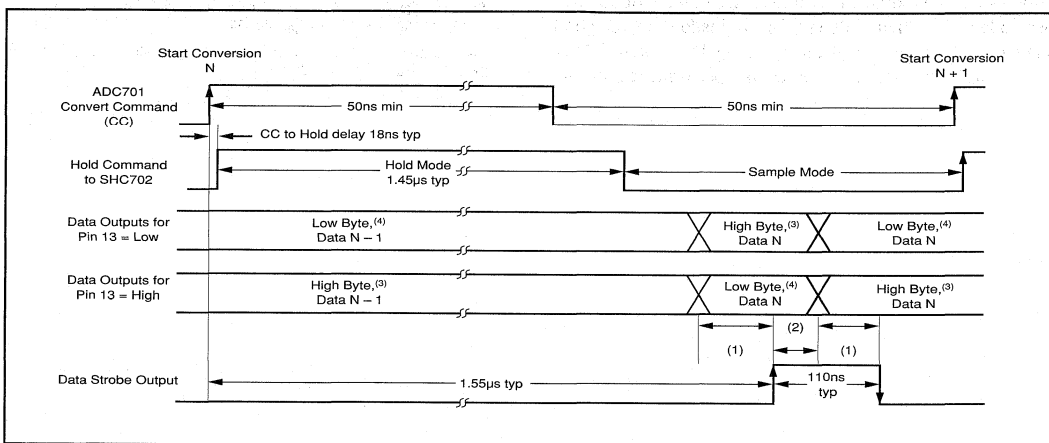 Start Conversion
N
Start Conversion
N + 1
ADC701
Convert Command
(CC)
50ns min
50ns min
CC to Hold delay 18ns typ
Hold Command
to SHC702
Hold Mode
1.45µs typ
Sample Mode
Data Outputs for
Pin 13 = Low
Low Byte,(4)
Data N – 1
High Byte,(3)
Data N
Low Byte,(4)
Data N
Data Outputs for
Pin 13 = High
High Byte,(3)
Data N – 1
Low Byte,(4)
Data N
High Byte,(3)
Data N
(1)
(2)
(1)
Data Strobe Output
1.55µs typ
110ns
typ